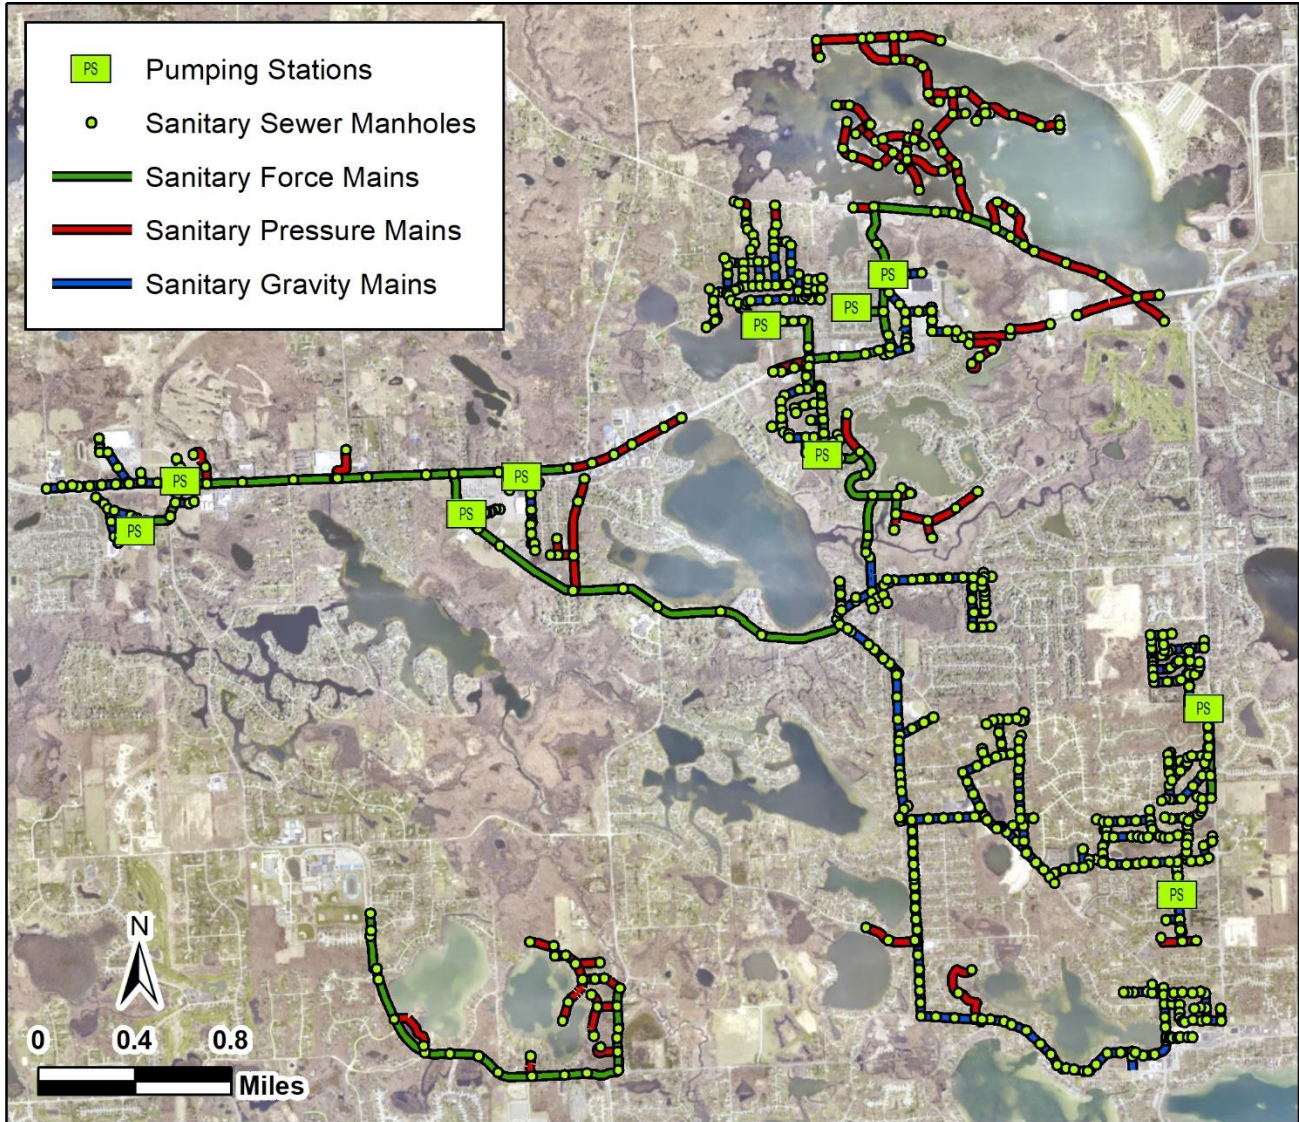 PS Pumping Stations
Sanitary Sewer Manholes
Sanitary Force Mains
Sanitary Pressure Mains
Sanitary Gravity Mains
PS
PS
PS
PS
PS
PS
PS
PS
PS
PS
N
0 0.4 0.8
Miles